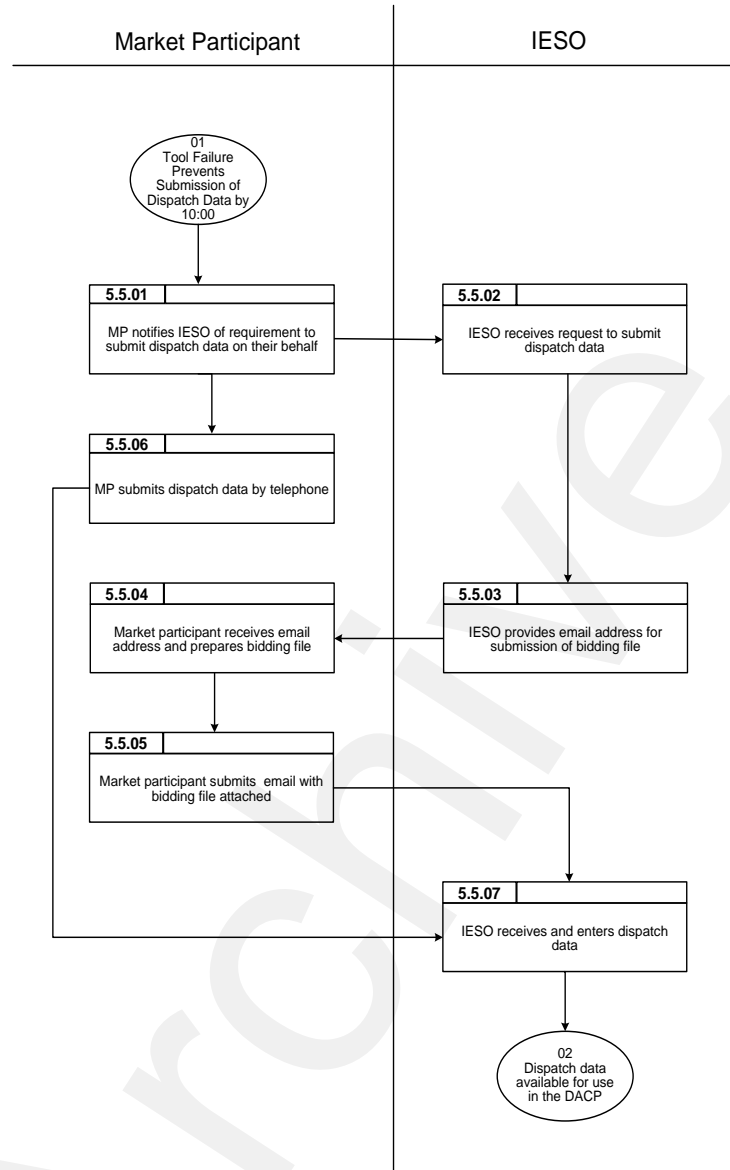 Market Participant
IESO
01
Tool Failure
Prevents
Submission of
Dispatch Data by
10:00
5.5.01
MP notifies IESO of requirement to
submit dispatch data on their behalf
5.5.02
IESO receives request to submit
dispatch data
5.5.06
MP submits dispatch data by telephone
5.5.04
Market participant receives email
address and prepares bidding file
5.5.03
IESO provides email address for
submission of bidding file
5.5.05
Market participant submits email with
bidding file attached
5.5.07
IESO receives and enters dispatch
data
02
Dispatch data
available for use
in the DACP
Archive